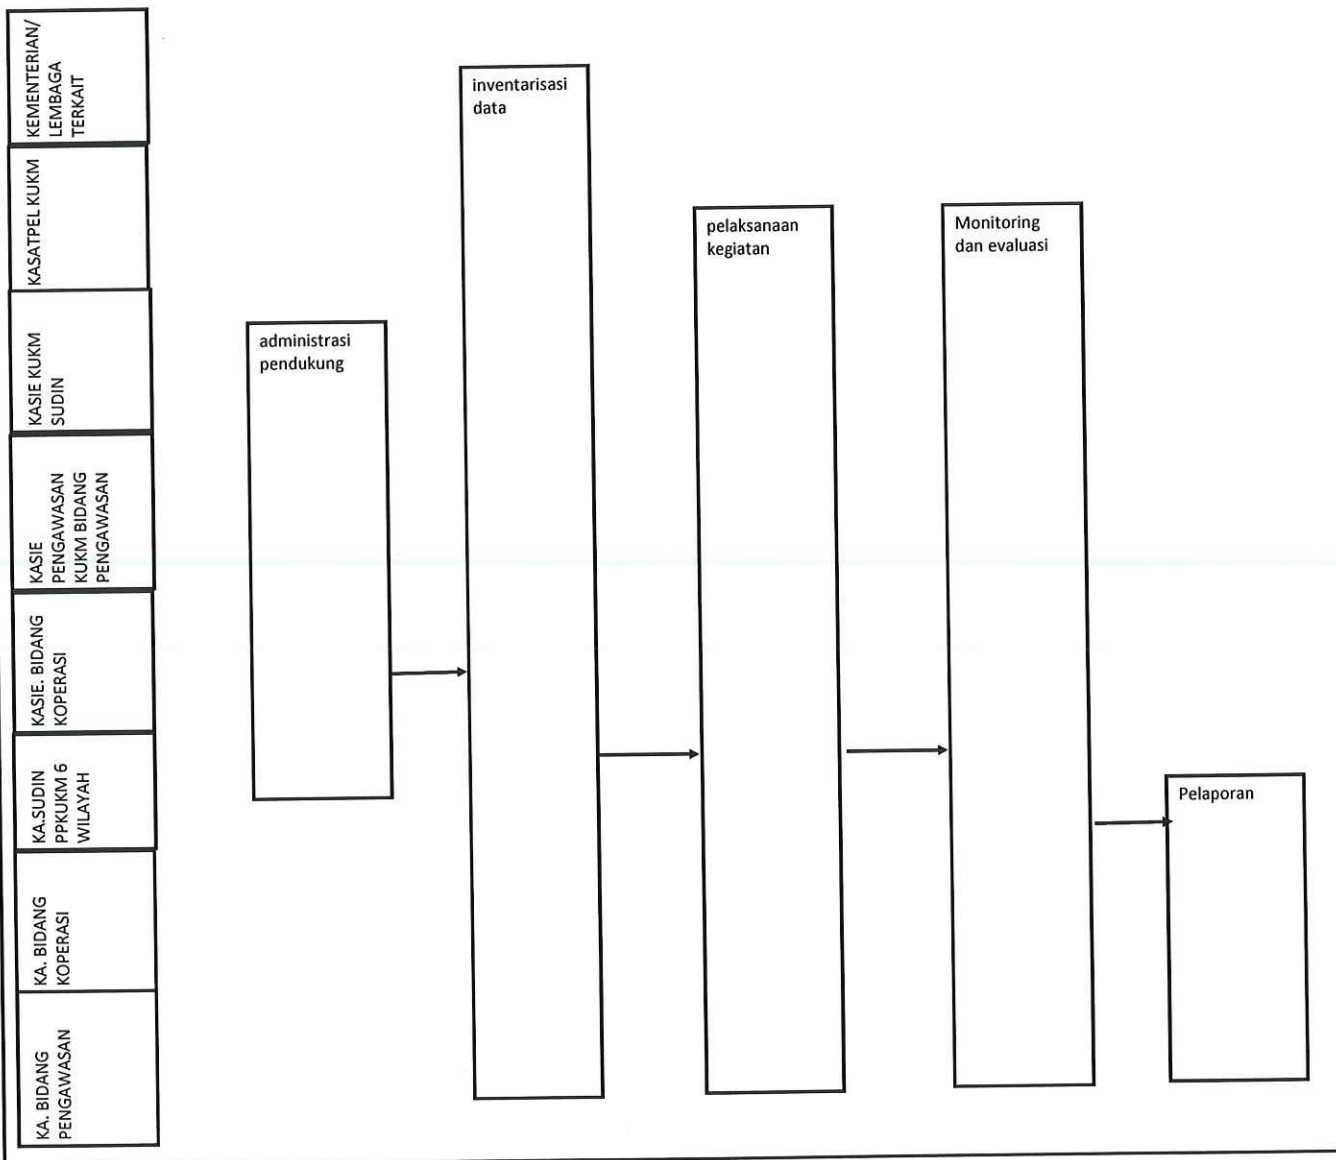 KEMENTERIAN/
LEMBAGA
TERKAIT
KASATPEL KUKM
KASIE KUKM
SUDIN
KASIE
PENGAWASAN
KUKM BIDANG
PENGAWASAN
KASIE. BIDANG
KOPERASI
KA.SUDIN
PPKUKM 6
WILAYAH
KA. BIDANG
KOPERASI
KA. BIDANG
PENGAWASAN
administrasi
pendukung
inventarisasi
data
pelaksanaan
kegiatan
Monitoring
dan evaluasi
Pelaporan